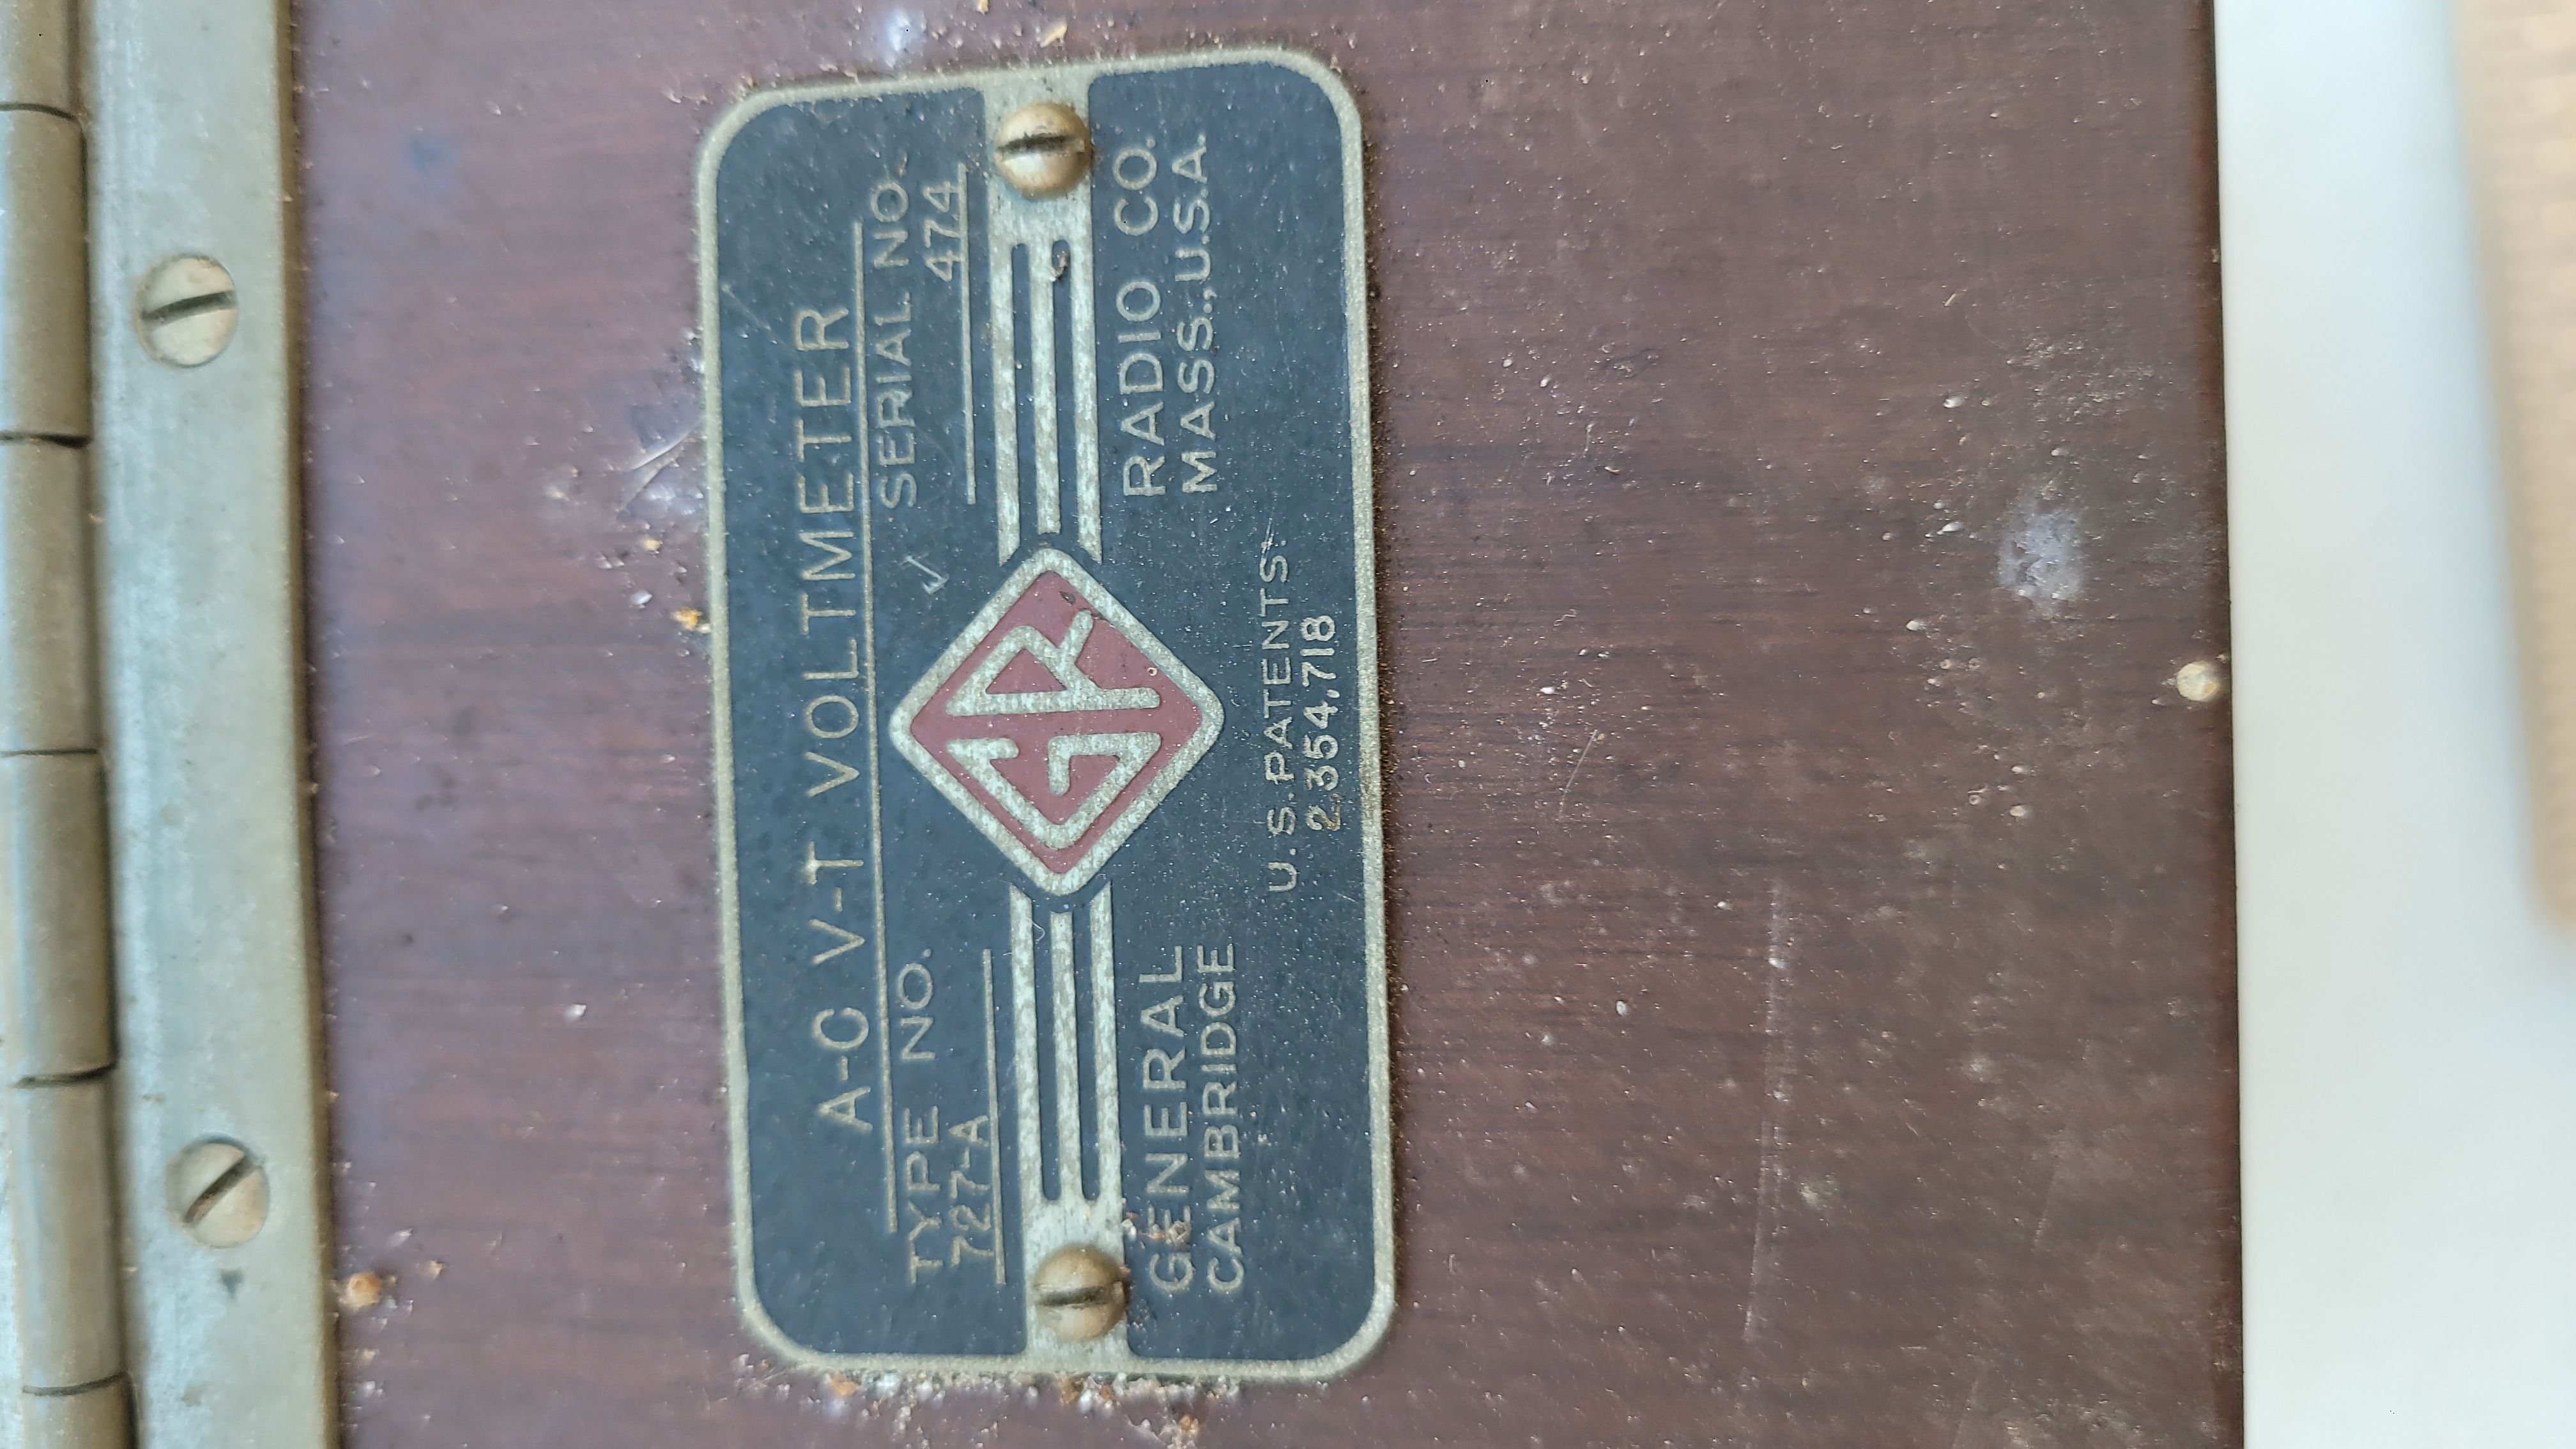 A-C V-T VOLTMETER
TYPE NO. SERIAL NO.
727-A 474
GR
GENERAL RADIO CO.
CAMBRIDGE MASS., U.S.A.
U.S. PATENTS:
2,354,718